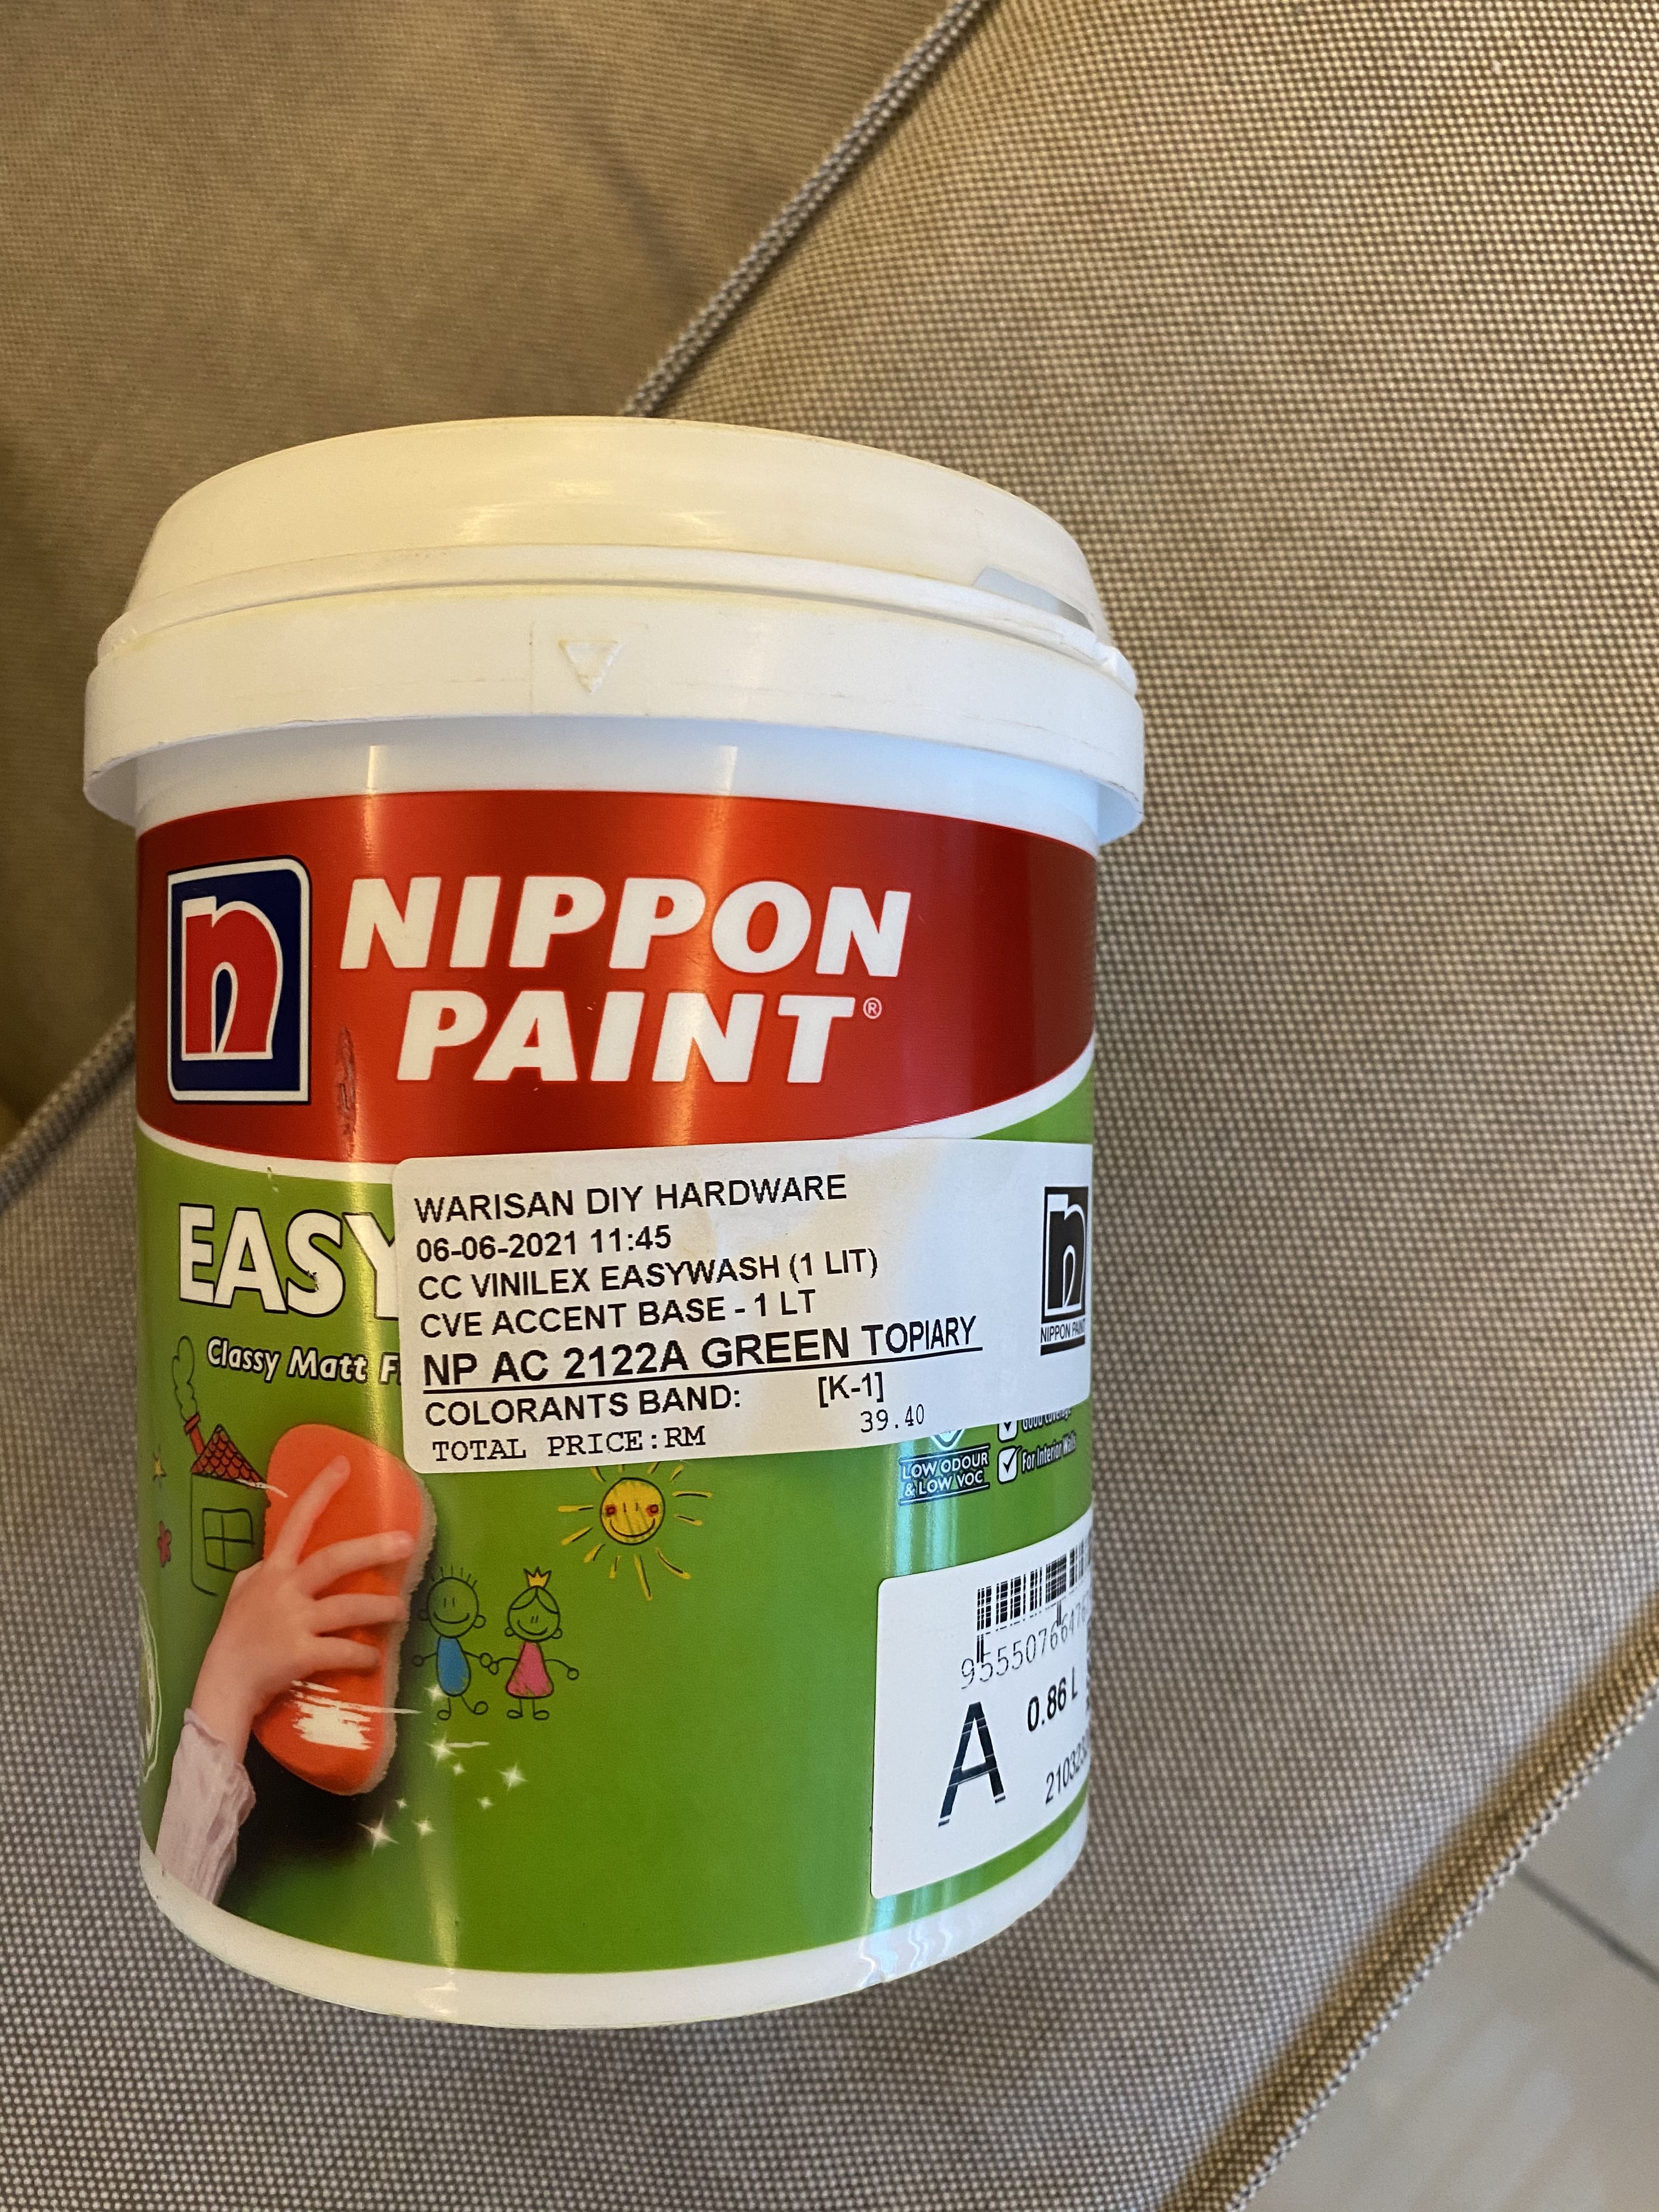 n NIPPON
PAINT®
EASY
Classy Matt
WARISAN DIY HARDWARE
06-06-2021 11:45
CC VINILEX EASYWASH (1 LIT)
CVE ACCENT BASE - 1 LT
NP AC 2122A GREEN TOPIARY
COLORANTS BAND: [K-1]
TOTAL PRICE:RM 39.40
n
NIPPON PAINT
Good Coverage
LOW ODOUR
& LOW VOC
For Interior Walls
A
0.86 L